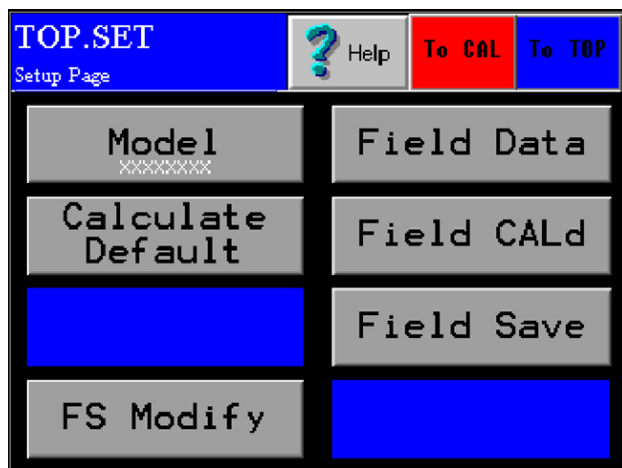 TOP.SET
Setup Page
Help
To CAL
To TOP
Model
XXXXXXXX
Field Data
Calculate
Default
Field CALd
Field Save
FS Modify